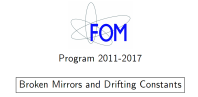 FOM
Program 2011-2017
Broken Mirrors and Drifting Constants